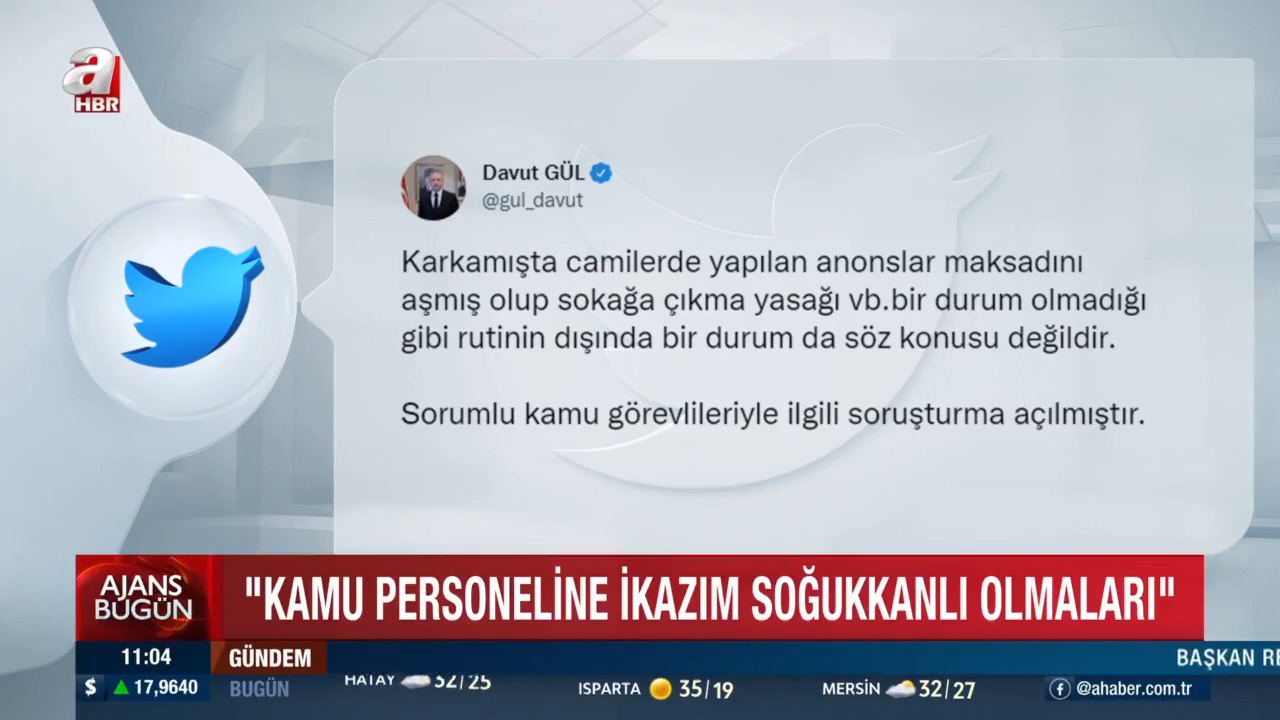 a
HBR
Davut GÜL
@gul_davut
Karkamışta camilerde yapılan anonslar maksadını
aşmış olup sokağa çıkma yasağı vb.bir durum olmadığı
gibi rutinin dışında bir durum da söz konusu değildir.
Sorumlu kamu görevlileriyle ilgili soruşturma açılmıştır.
AJANS
BUGÜN
"KAMU PERSONELİNE İKAZIM SOĞUKKANLI OLMALARI"
11:04
GÜNDEM
BAŞKAN RE
$ 17,9640
BUGÜN
HATAY 32/25
ISPARTA 35/19
MERSİN 32/27
@ahaber.com.tr